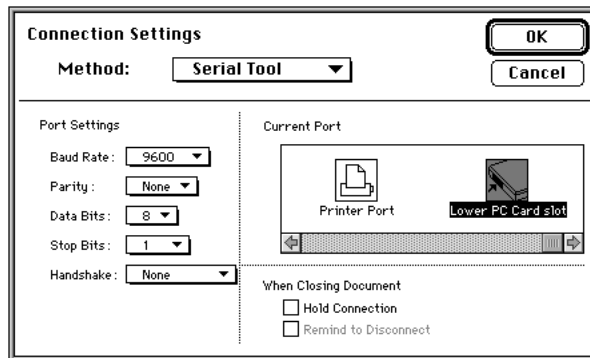 Connection Settings
OK
Method: Serial Tool
Cancel
Port Settings
Baud Rate: 9600
Parity: None
Data Bits: 8
Stop Bits: 1
Handshake: None
Current Port
Printer Port
Lower PC Card slot
When Closing Document
Hold Connection
Remind to Disconnect